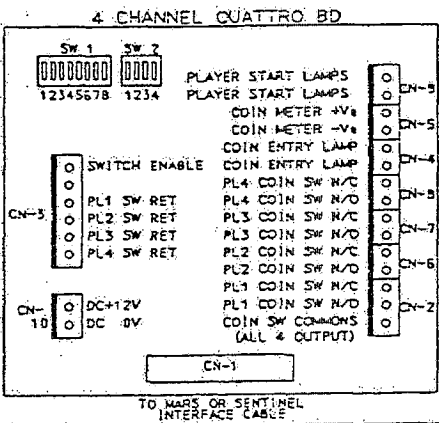 4 CHANNEL QUATTRO BD
SW. 1
SW. 2
12345678
1234
PLAYER START LAMPS
PLAYER START LAMPS
COIN METER +Ve
COIN METER -Ve
COIN ENTRY LAMP
COIN ENTRY LAMP
PL4 COIN SW N/C
PL4 COIN SW N/O
PL3 COIN SW N/C
PL3 COIN SW N/O
PL2 COIN SW N/C
PL2 COIN SW N/O
PL1 COIN SW N/C
PL1 COIN SW N/O
COIN SW COMMONS
(ALL 4 OUTPUT)
CN-5
CN-4
CN-8
CN-7
CN-6
CN-2
CN-3
SWITCH ENABLE
PL1 SW RET
PL2 SW RET
PL3 SW RET
PL4 SW RET
CN-
10
DC+12V
DC 0V
CN-1
TO MARS OR SENTINEL
INTERFACE CABLE